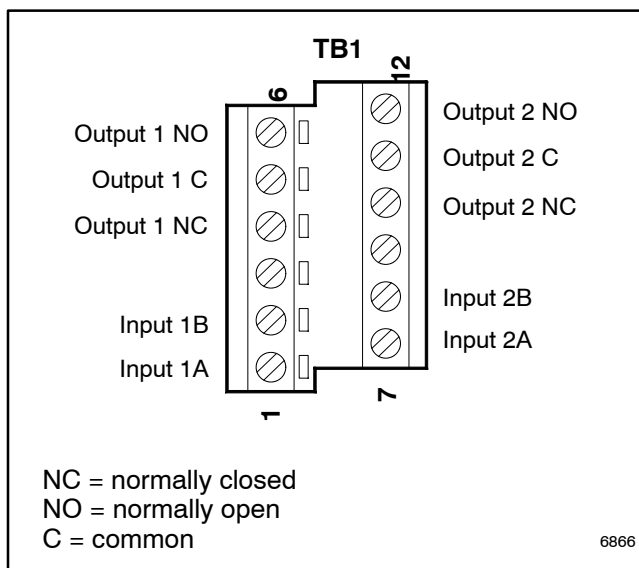 TB1
6
12
Output 1 NO
Output 1 C
Output 1 NC
Input 1B
Input 1A
Output 2 NO
Output 2 C
Output 2 NC
Input 2B
Input 2A
1
7
NC = normally closed
NO = normally open
C = common
6866